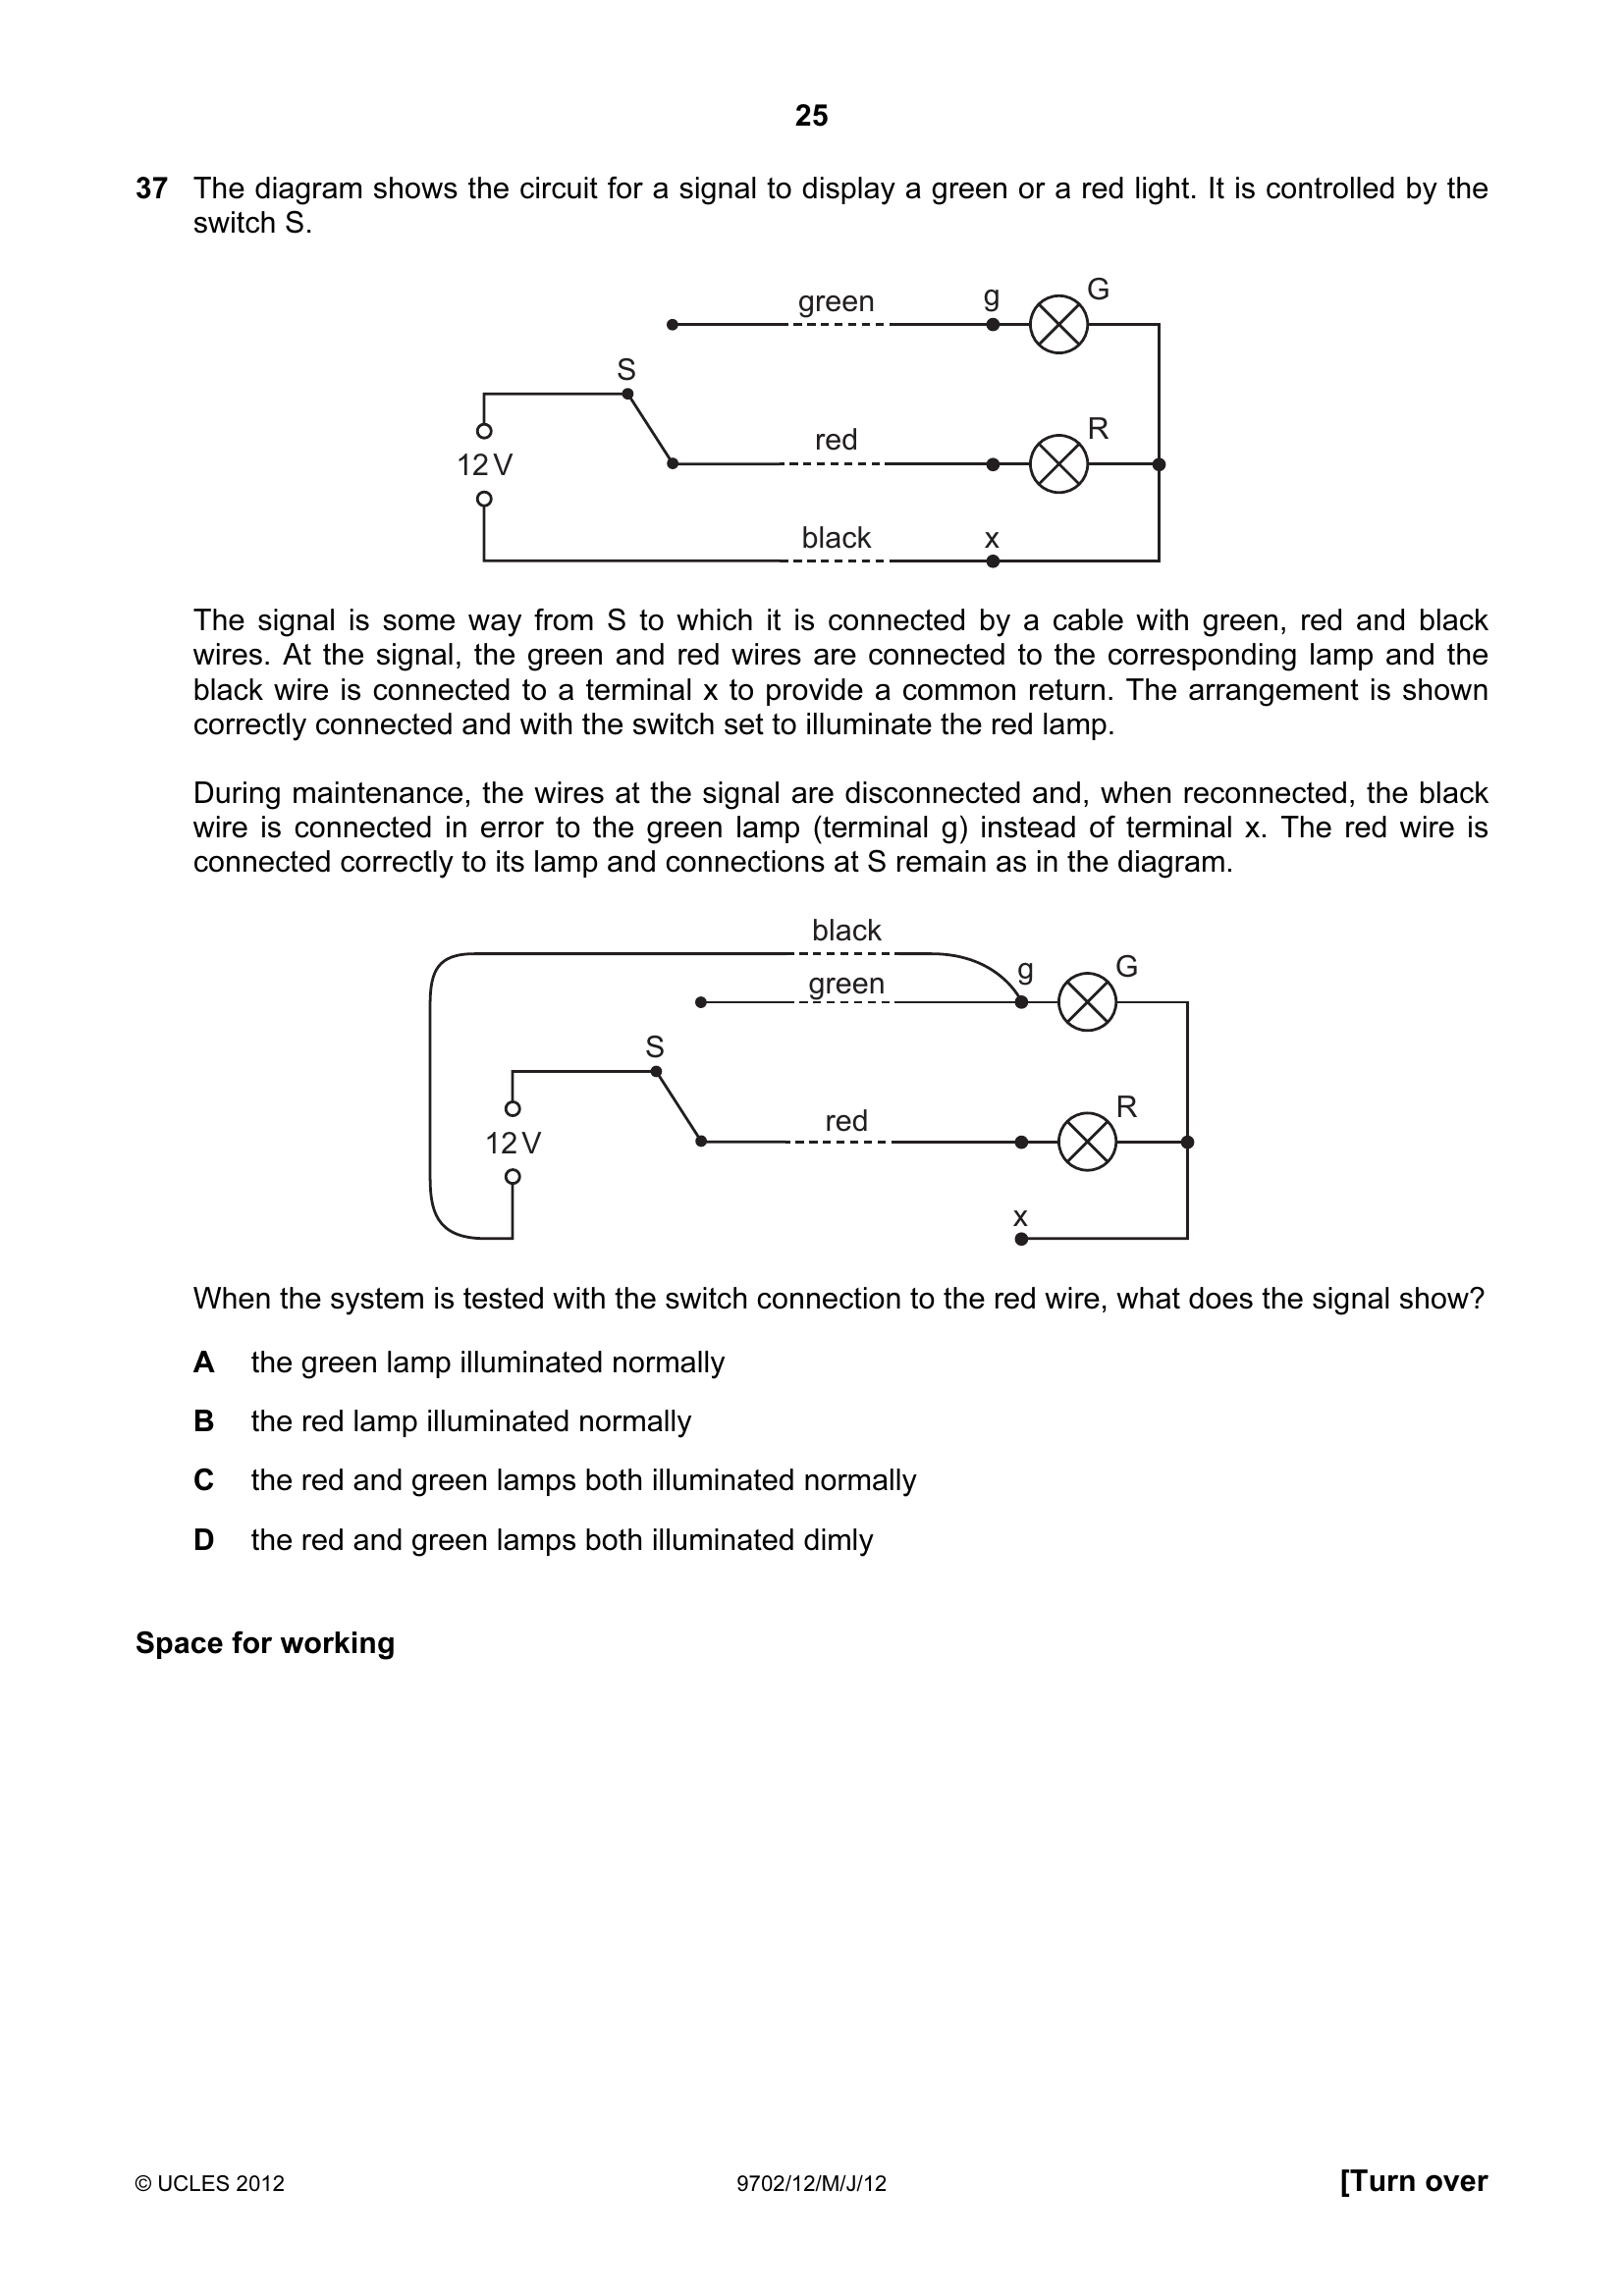 25
37 The diagram shows the circuit for a signal to display a green or a red light. It is controlled by the
switch S.
green
g
G
S
red
R
12 V
black
x
The signal is some way from S to which it is connected by a cable with green, red and black
wires. At the signal, the green and red wires are connected to the corresponding lamp and the
black wire is connected to a terminal x to provide a common return. The arrangement is shown
correctly connected and with the switch set to illuminate the red lamp.
During maintenance, the wires at the signal are disconnected and, when reconnected, the black
wire is connected in error to the green lamp (terminal g) instead of terminal x. The red wire is
connected correctly to its lamp and connections at S remain as in the diagram.
black
green
g
G
S
red
R
12 V
x
When the system is tested with the switch connection to the red wire, what does the signal show?
A the green lamp illuminated normally
B the red lamp illuminated normally
C the red and green lamps both illuminated normally
D the red and green lamps both illuminated dimly
Space for working
© UCLES 2012
9702/12/M/J/12
[Turn over